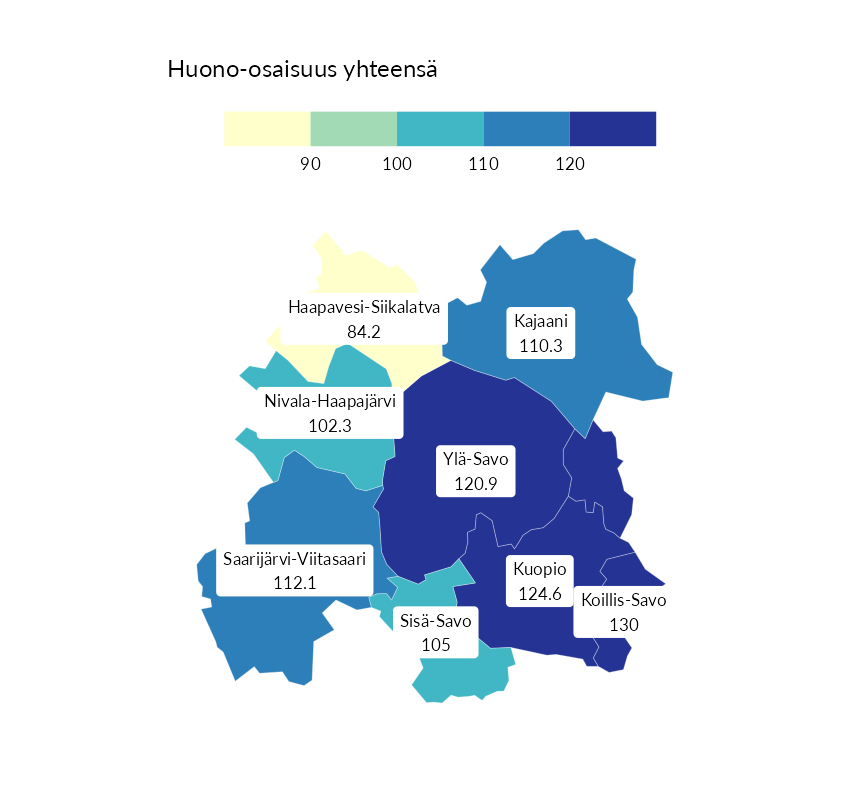 Huono-osaisuus yhteensä
90 100 110 120
Haapavesi-Siikalatva
84.2
Kajaani
110.3
Nivala-Haapajärvi
102.3
Ylä-Savo
120.9
Saarijärvi-Viitasaari
112.1
Kuopio
124.6
Koillis-Savo
130
Sisä-Savo
105